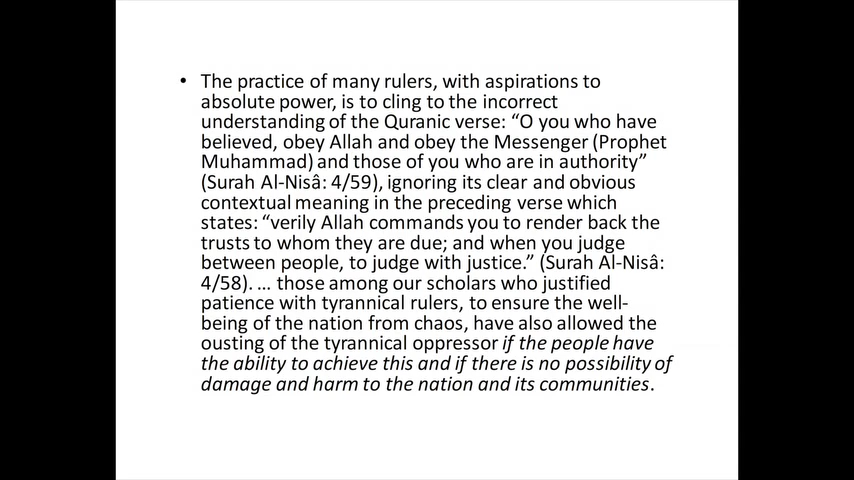 • The practice of many rulers, with aspirations to
absolute power, is to cling to the incorrect
understanding of the Quranic verse: “O you who have
believed, obey Allah and obey the Messenger (Prophet
Muhammad) and those of you who are in authority”
(Surah Al-Nisâ: 4/59), ignoring its clear and obvious
contextual meaning in the preceding verse which
states: “verily Allah commands you to render back the
trusts to whom they are due; and when you judge
between people, to judge with justice.” (Surah Al-Nisâ:
4/58). ... those among our scholars who justified
patience with tyrannical rulers, to ensure the well-
being of the nation from chaos, have also allowed the
ousting of the tyrannical oppressor if the people have
the ability to achieve this and if there is no possibility of
damage and harm to the nation and its communities.